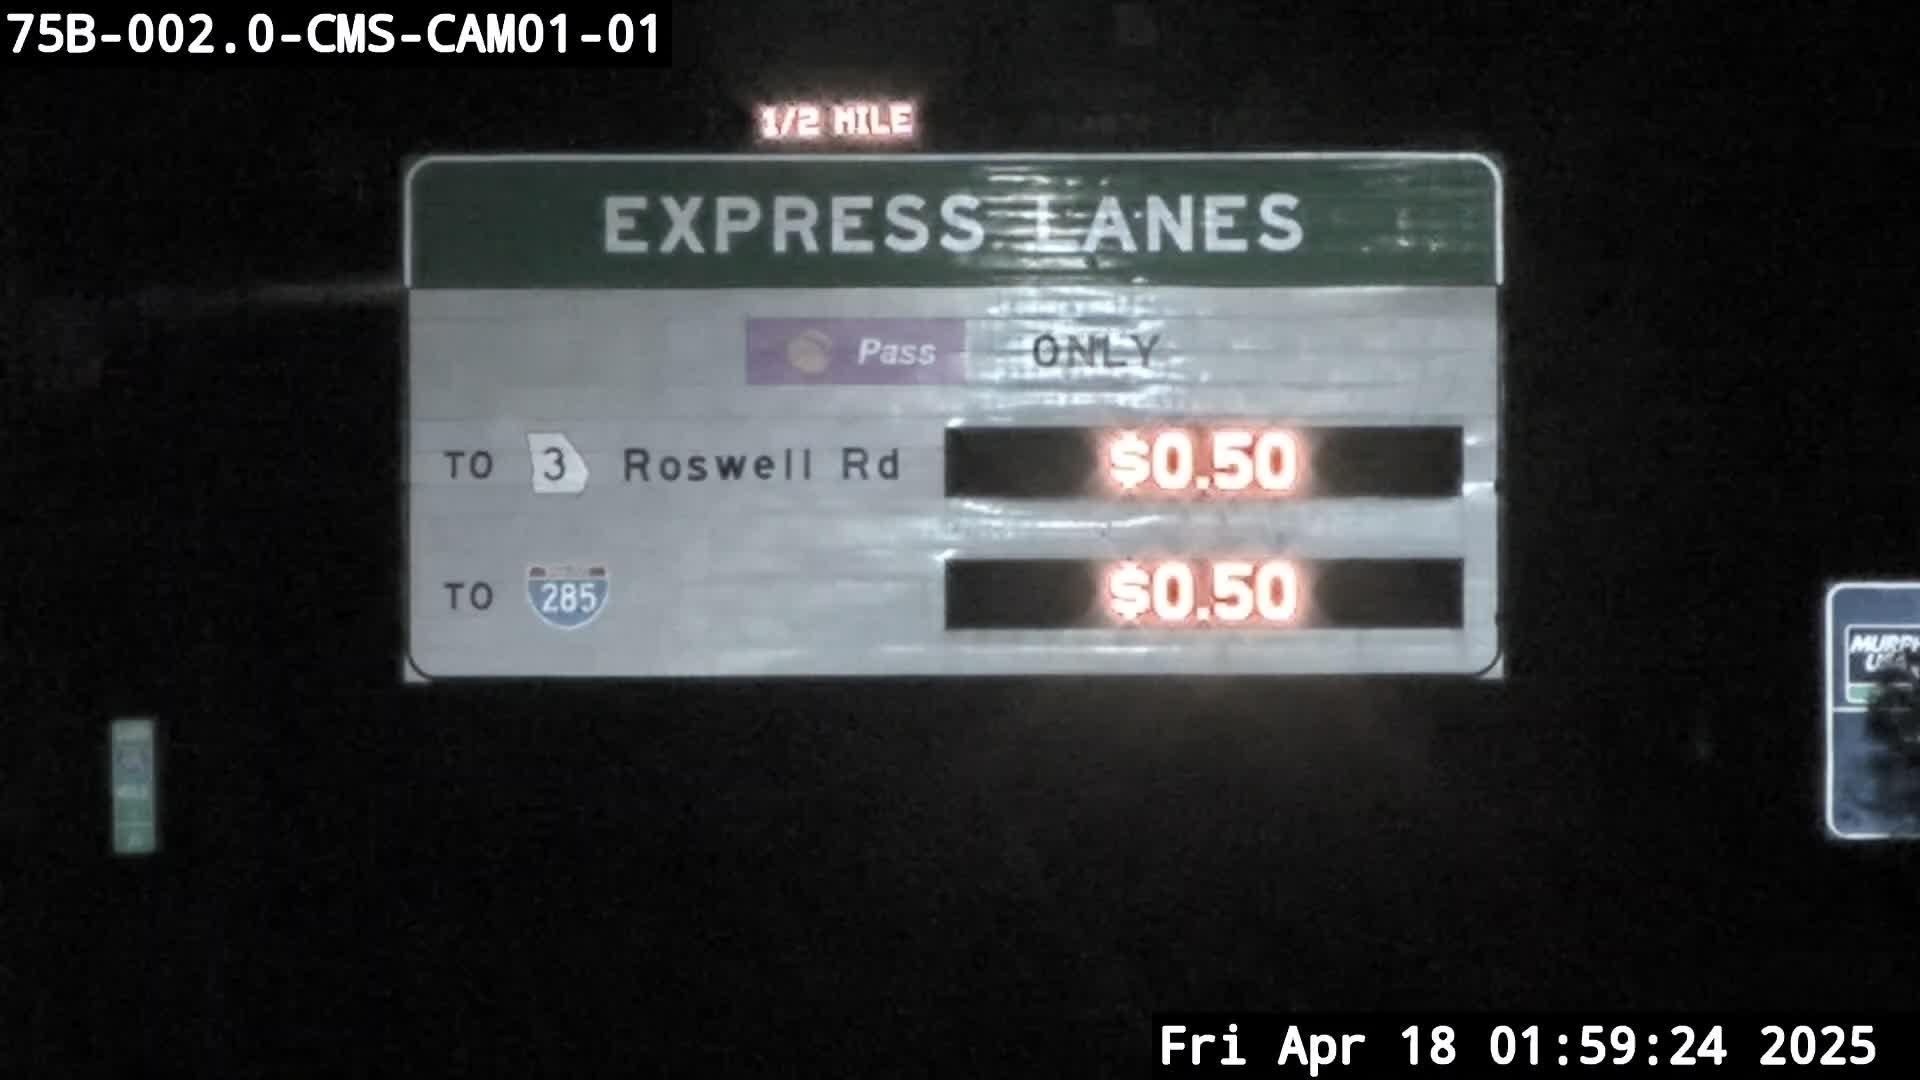 75B-002.0-CMS-CAM01-01
1/2 MILE
EXPRESS LANES
Pass ONLY
TO 3 Roswell Rd $0.50
TO 285 $0.50
Fri Apr 18 01:59:24 2025